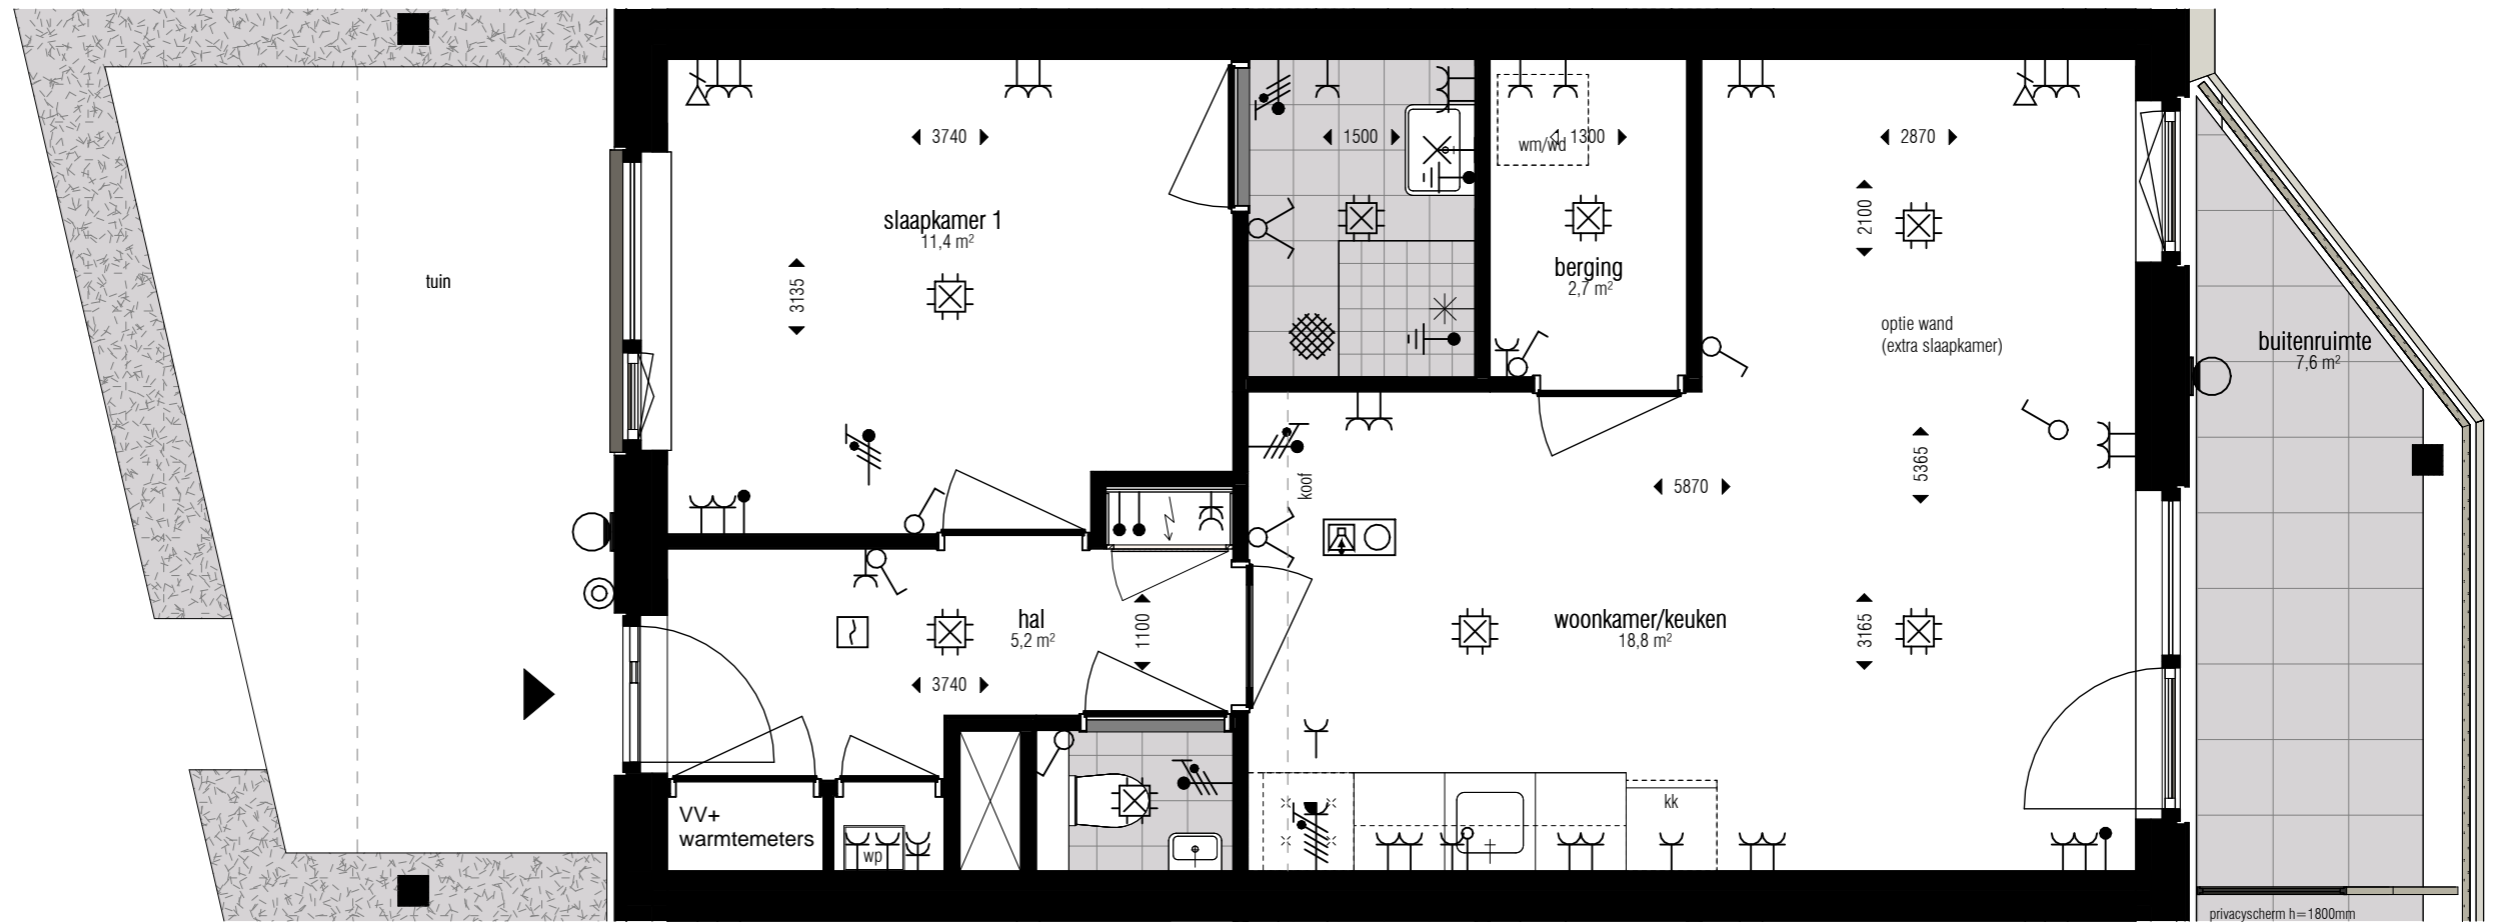 3740
1500
1300
wm/wd
2870
2100
slaapkamer 1
11,4 m²
3135
tuin
berging
2,7 m²
optie wand
(extra slaapkamer)
buitenruimte
7,6 m²
koof
5870
5365
hal
5,2 m²
1100
3740
woonkamer/keuken
18,8 m²
3165
VV+
warmtemeters
wp
kk
privacyscherm h=1800mm